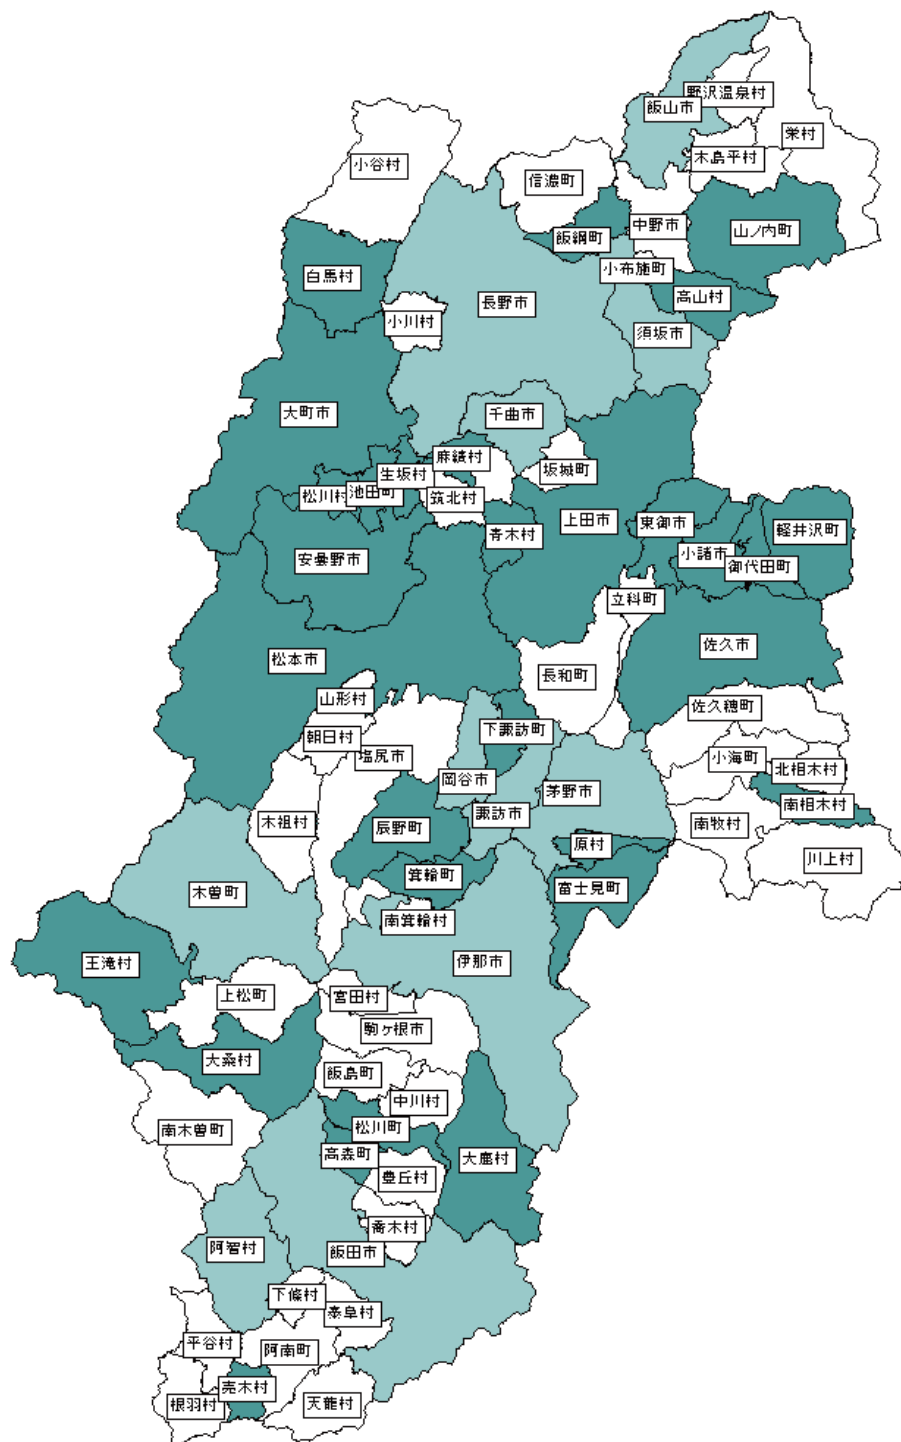 野沢温泉村
飯山市
栄村
木島平村
小谷村
信濃町
中野市
山ノ内町
飯綱町
小布施町
白馬村
高山村
長野市
小川村
須坂市
大町市
千曲市
麻績村
坂城町
生坂村
池田町
松川村
筑北村
上田市
東御市
軽井沢町
青木村
小諸市
安曇野市
御代田町
立科町
佐久市
松本市
長和町
山形村
佐久穂町
下諏訪町
朝日村
塩尻市
小海町
北相木村
岡谷市
茅野市
南相木村
諏訪市
木祖村
辰野町
南牧村
原村
川上村
箕輪町
富士見町
木曽町
南箕輪村
王滝村
伊那市
上松町
宮田村
駒ヶ根市
大桑村
飯島町
中川村
南木曽町
松川町
高森町
大鹿村
豊丘村
喬木村
阿智村
飯田市
下條村
泰阜村
平谷村
阿南町
売木村
根羽村
天龍村